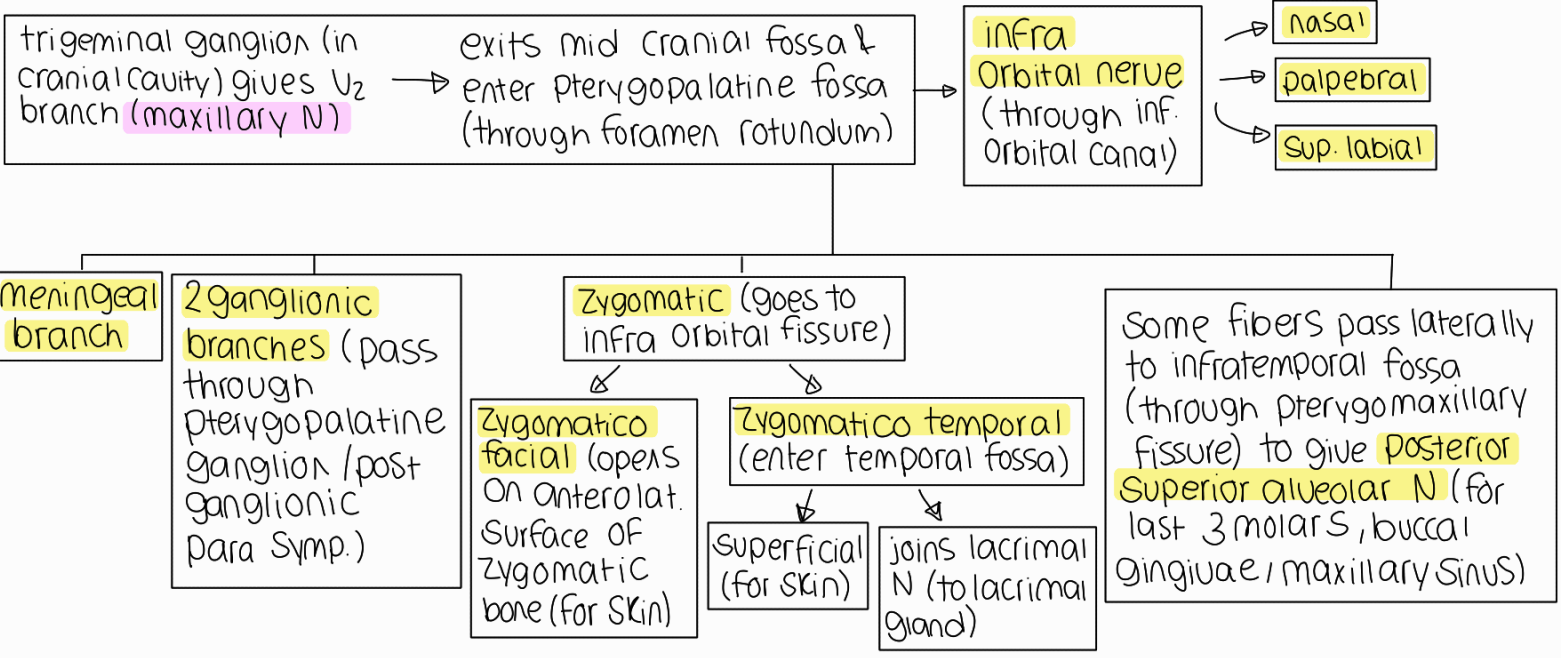 trigeminal ganglion (in
cranial cavity) gives V2
branch (maxillary N)
exits mid cranial fossa &
enter pterygopalatine fossa
(through foramen rotundum)
infra
orbital nerve
(through inf.
orbital canal)
nasal
palpebral
sup. labial
meningeal
branch
2 ganglionic
branches (pass
through
pterygopalatine
ganglion / post
ganglionic
para symp.)
Zygomatic (goes to
infra orbital fissure)
Zygomatico
facial (opens
on anterolat.
surface of
zygomatic
bone (for skin)
Zygomatico temporal
(enter temporal fossa)
superficial
(for skin)
joins lacrimal
N (to lacrimal
gland)
Some fibers pass laterally
to infratemporal fossa
(through pterygomaxillary
fissure) to give posterior
superior alveolar N (for
last 3 molars, buccal
gingivae, maxillary sinus)